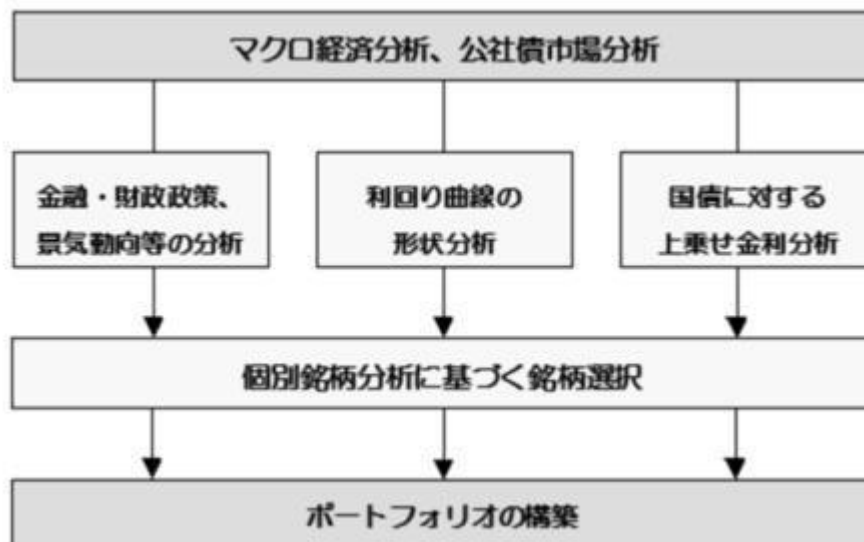 マクロ経済分析、公社債市場分析
金融・財政政策、
景気動向等の分析
利回り曲線の
形状分析
国債に対する
上乗せ金利分析
個別銘柄分析に基づく銘柄選択
ポートフォリオの構築